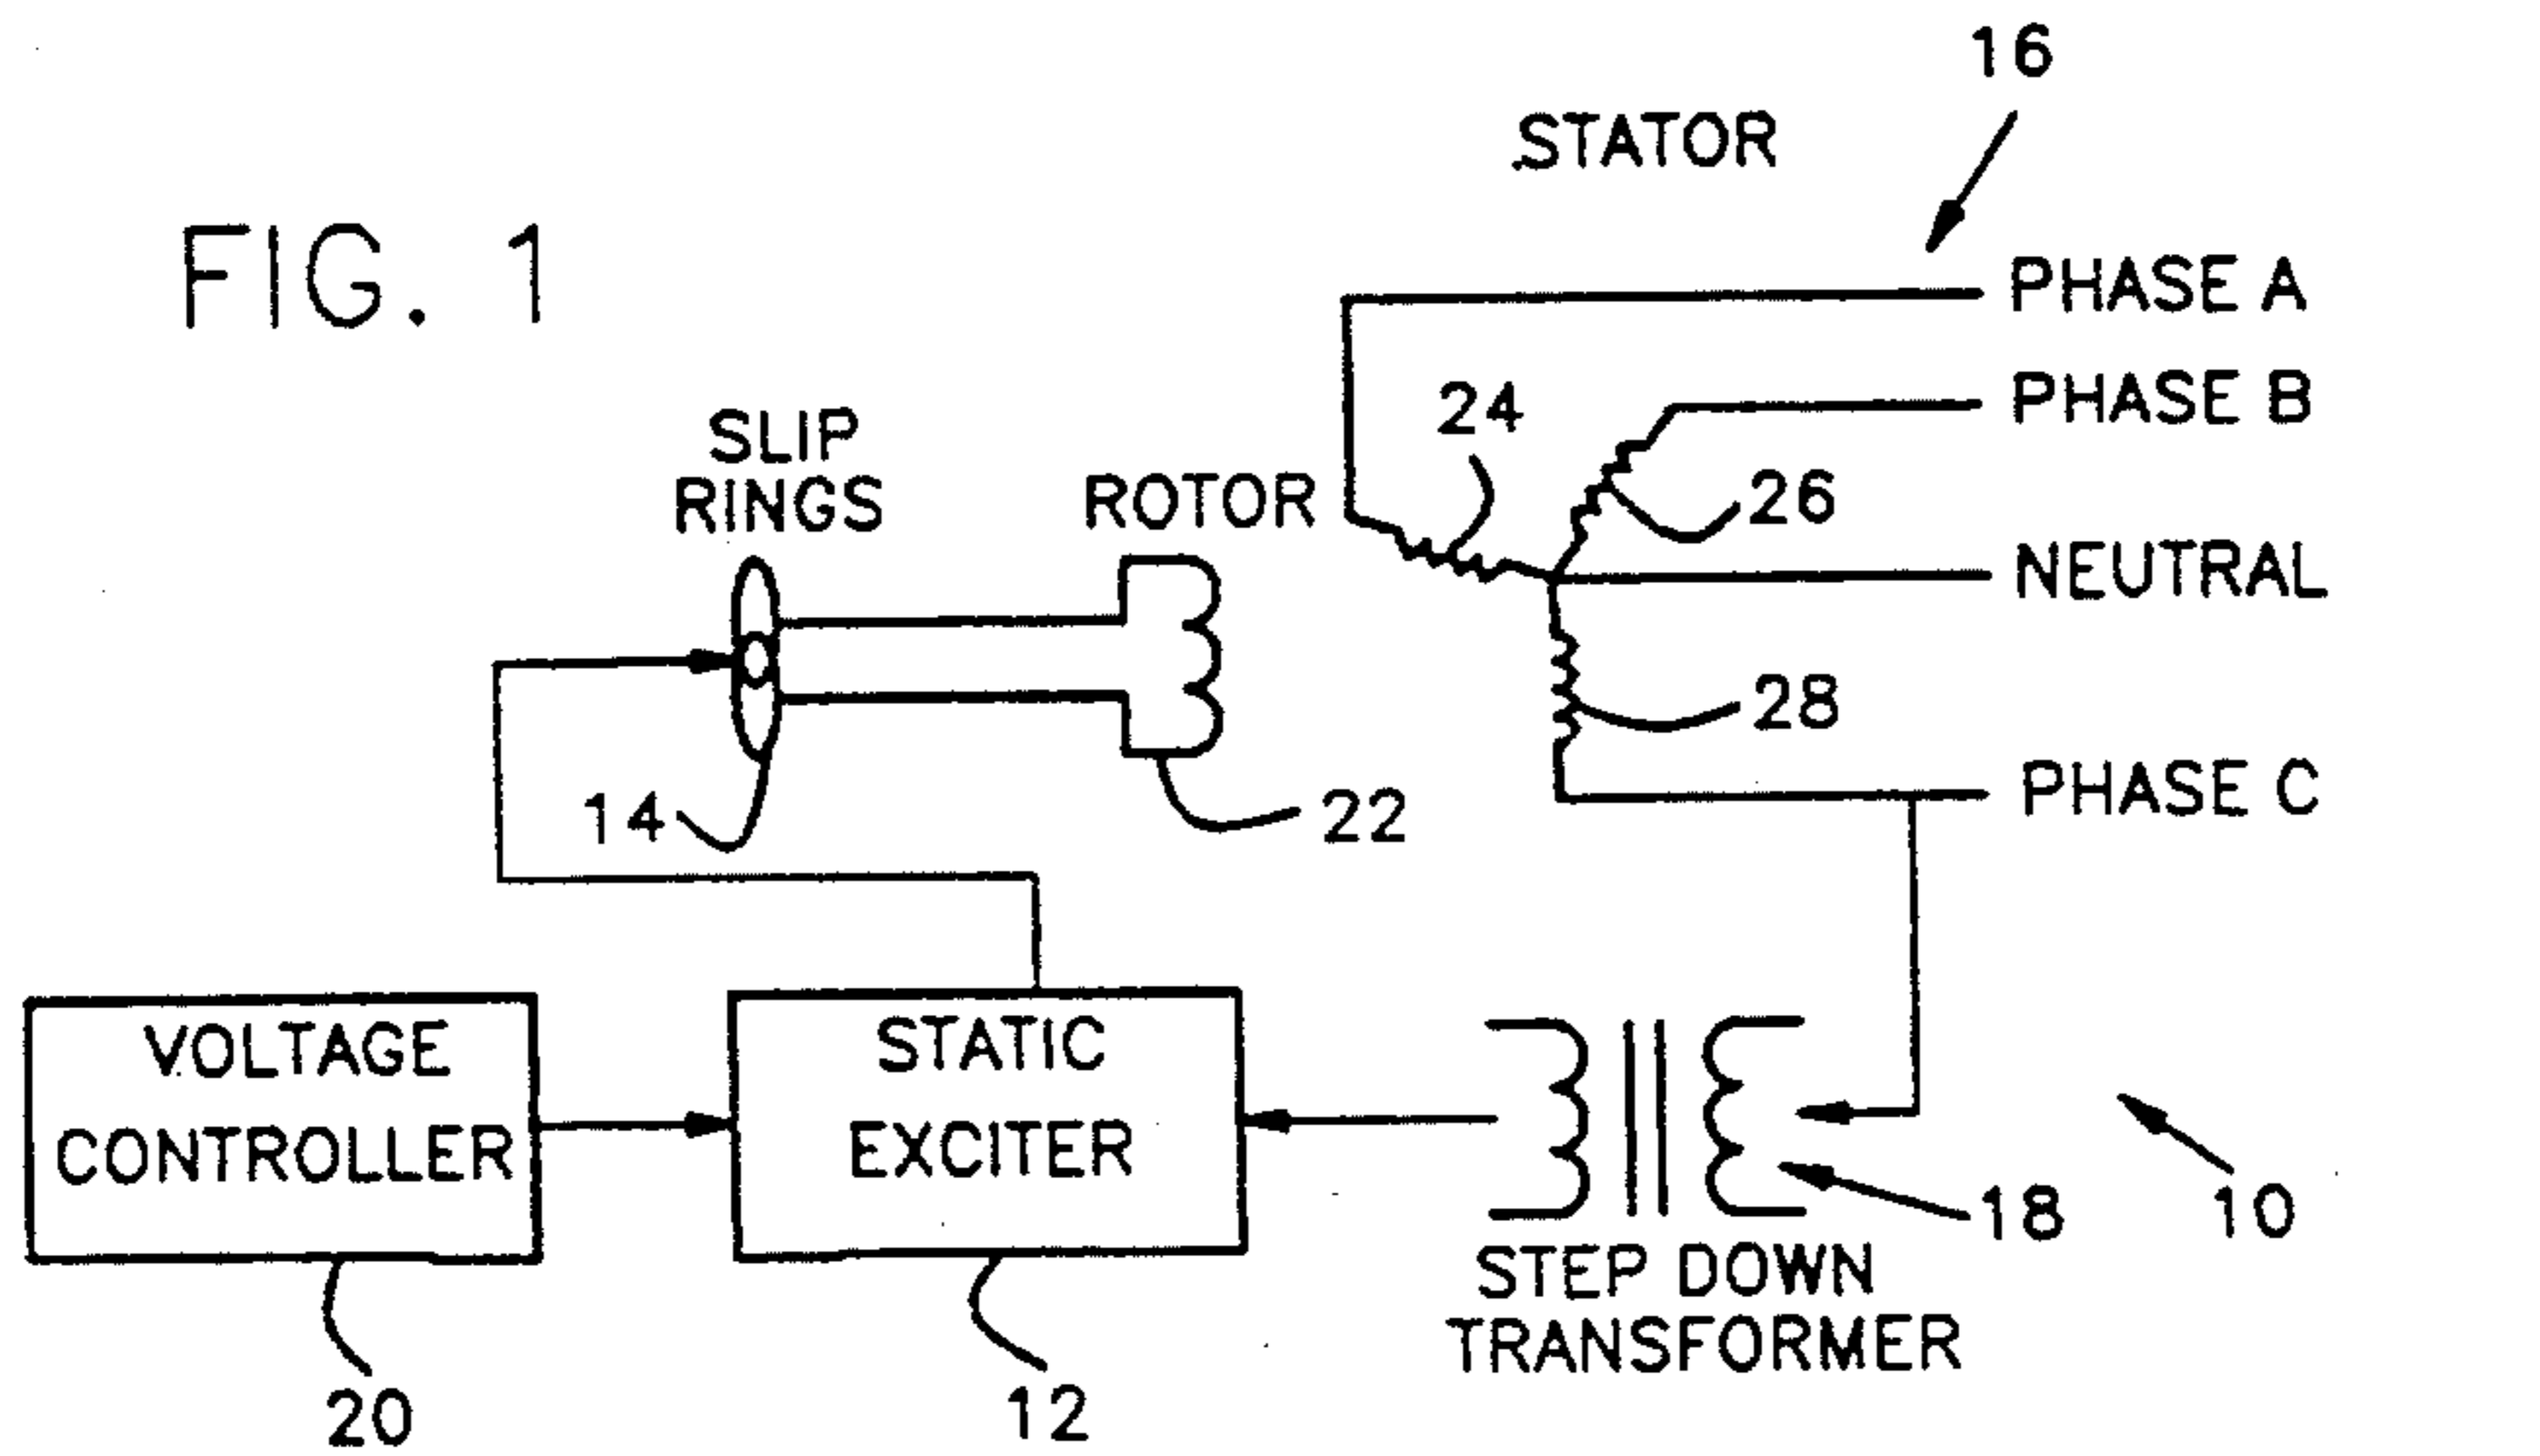 16
STATOR
FIG. 1
PHASE A
PHASE B
24
SLIP
RINGS
ROTOR
26
NEUTRAL
28
PHASE C
14
22
VOLTAGE
CONTROLLER
STATIC
EXCITER
18
10
STEP DOWN
TRANSFORMER
20
12